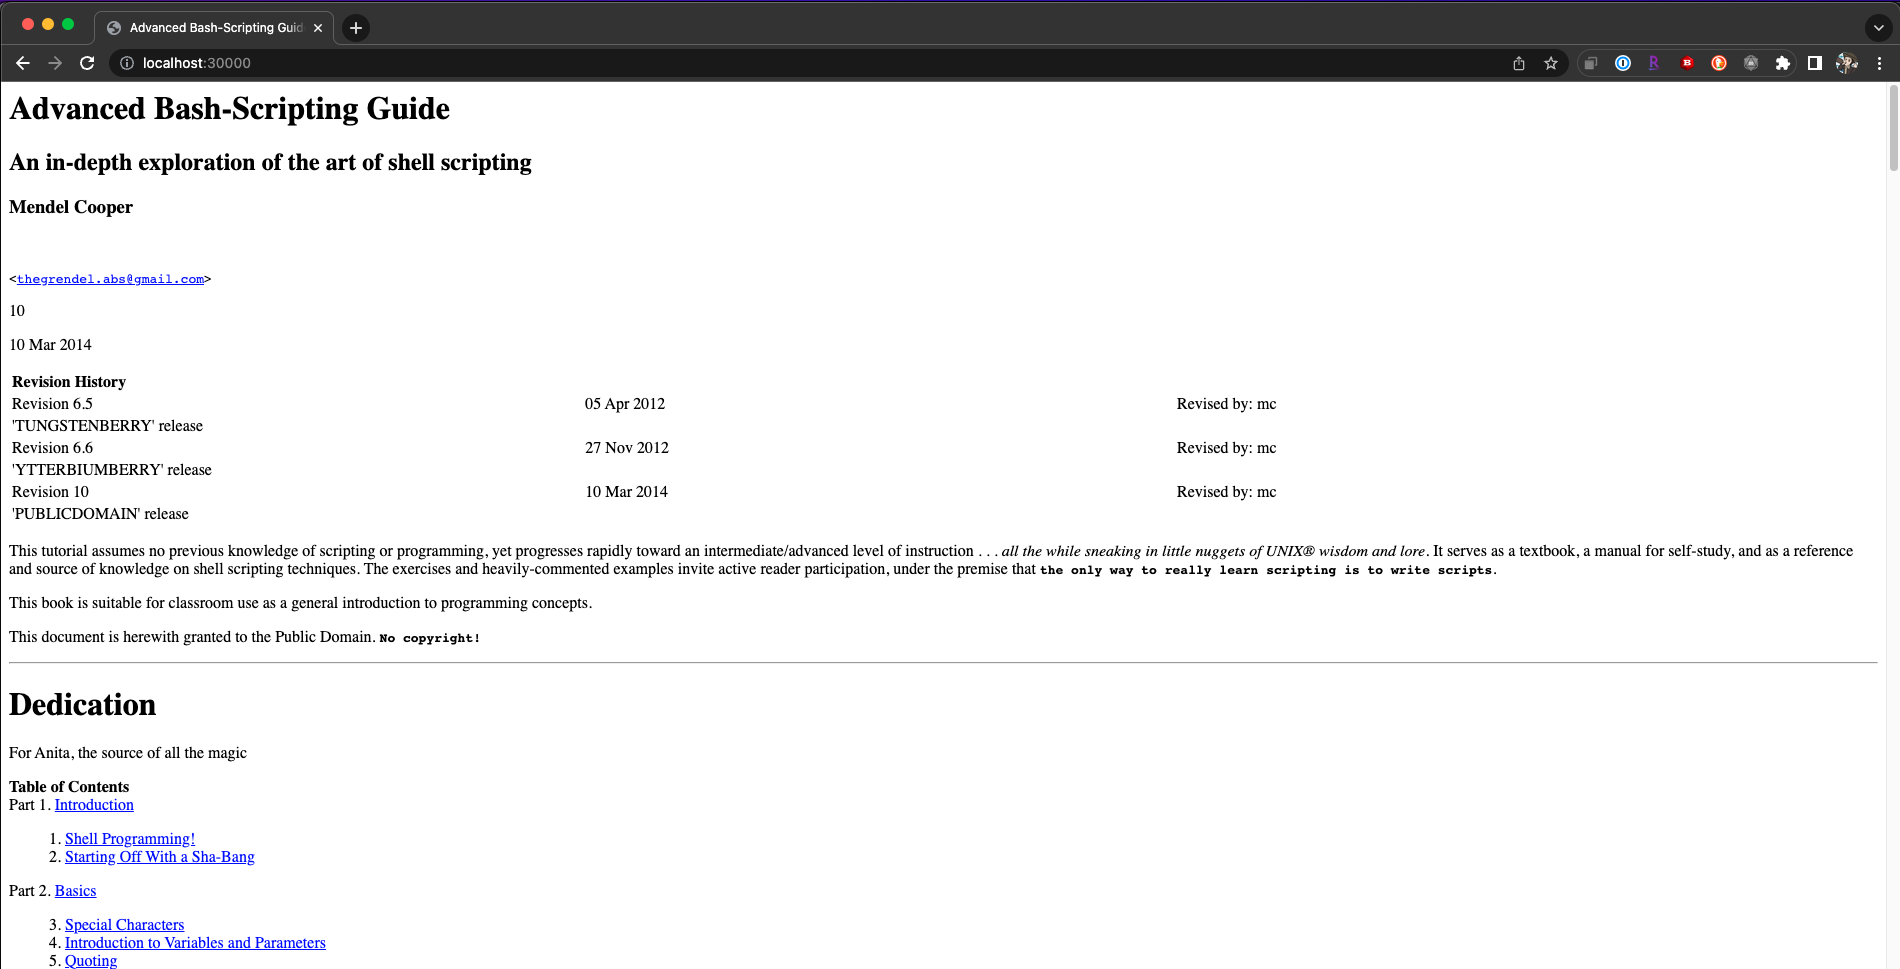 Advanced Bash-Scripting Guid
localhost:30000
Advanced Bash-Scripting Guide
An in-depth exploration of the art of shell scripting
Mendel Cooper
<thegrendel.abs@gmail.com>
10
10 Mar 2014
Revision History
Revision 6.5 05 Apr 2012 Revised by: mc
'TUNGSTENBERRY' release
Revision 6.6 27 Nov 2012 Revised by: mc
'YTTERBIUMBERRY' release
Revision 10 10 Mar 2014 Revised by: mc
'PUBLICDOMAIN' release
This tutorial assumes no previous knowledge of scripting or programming, yet progresses rapidly toward an intermediate/advanced level of instruction . . . all the while sneaking in little nuggets of UNIX® wisdom and lore. It serves as a textbook, a manual for self-study, and as a reference
and source of knowledge on shell scripting techniques. The exercises and heavily-commented examples invite active reader participation, under the premise that the only way to really learn scripting is to write scripts.
This book is suitable for classroom use as a general introduction to programming concepts.
This document is herewith granted to the Public Domain. No copyright!
Dedication
For Anita, the source of all the magic
Table of Contents
Part 1. Introduction
1. Shell Programming!
2. Starting Off With a Sha-Bang
Part 2. Basics
3. Special Characters
4. Introduction to Variables and Parameters
5. Quoting